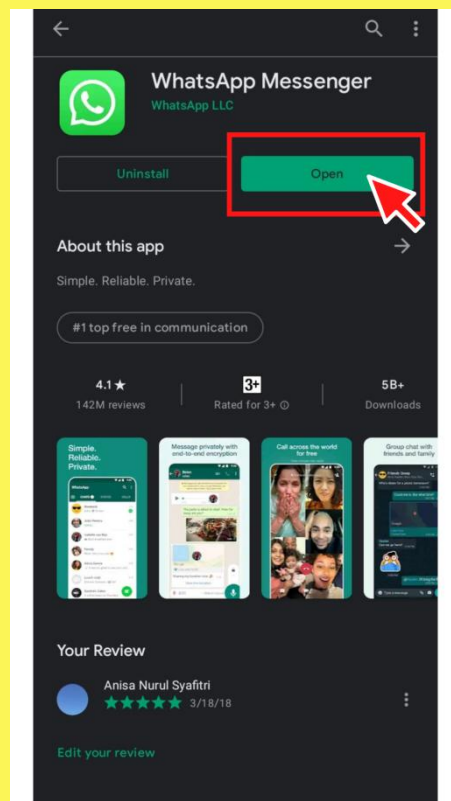 WhatsApp Messenger
WhatsApp LLC
Uninstall
Open
About this app
Simple. Reliable. Private.
#1 top free in communication
4.1★
142M reviews
3+
Rated for 3+
5B+
Downloads
Simple.
Reliable.
Private.
WhatsApp
Message privately with
end-to-end encryption
Call across the world
for free
Group chat with
friends and family
Your Review
Anisa Nurul Syafitri
★★★★★ 3/18/18
Edit your review